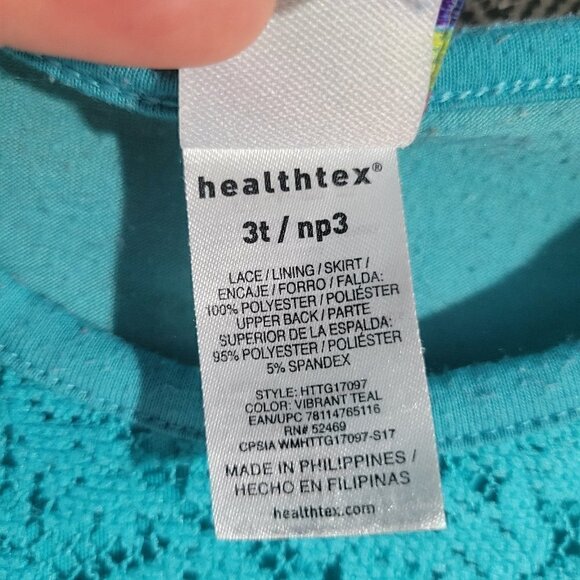 healthtex®
3t / np3
LACE / LINING / SKIRT /
ENCAJE / FORRO / FALDA:
100% POLYESTER / POLIÉSTER
UPPER BACK / PARTE
SUPERIOR DE LA ESPALDA:
95% POLYESTER / POLIÉSTER
5% SPANDEX
STYLE: HTTG17097
COLOR: VIBRANT TEAL
EAN/UPC 78114765116
RN# 52469
CPSIA WMHTTG17097-S17
MADE IN PHILIPPINES /
HECHO EN FILIPINAS
healthtex.com